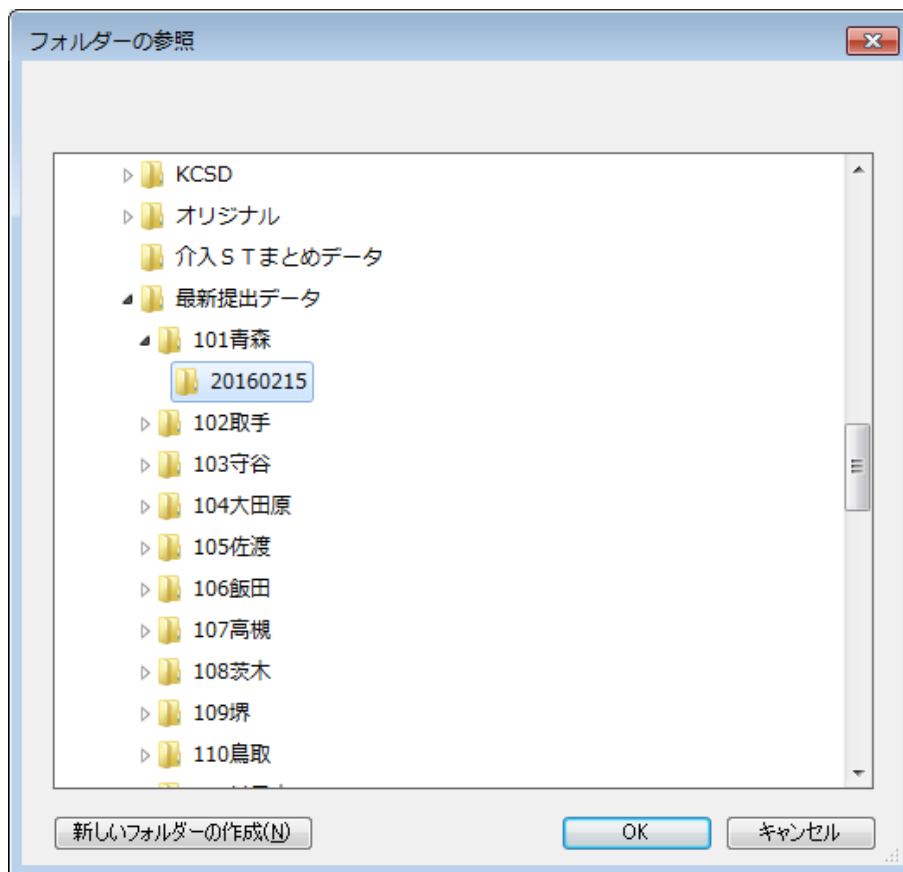 フォルダーの参照
KCSD
オリジナル
介入ＳＴまとめデータ
最新提出データ
101青森
20160215
102取手
103守谷
104大田原
105佐渡
106飯田
107高槻
108茨木
109堺
110鳥取
新しいフォルダーの作成(N)
OK
キャンセル